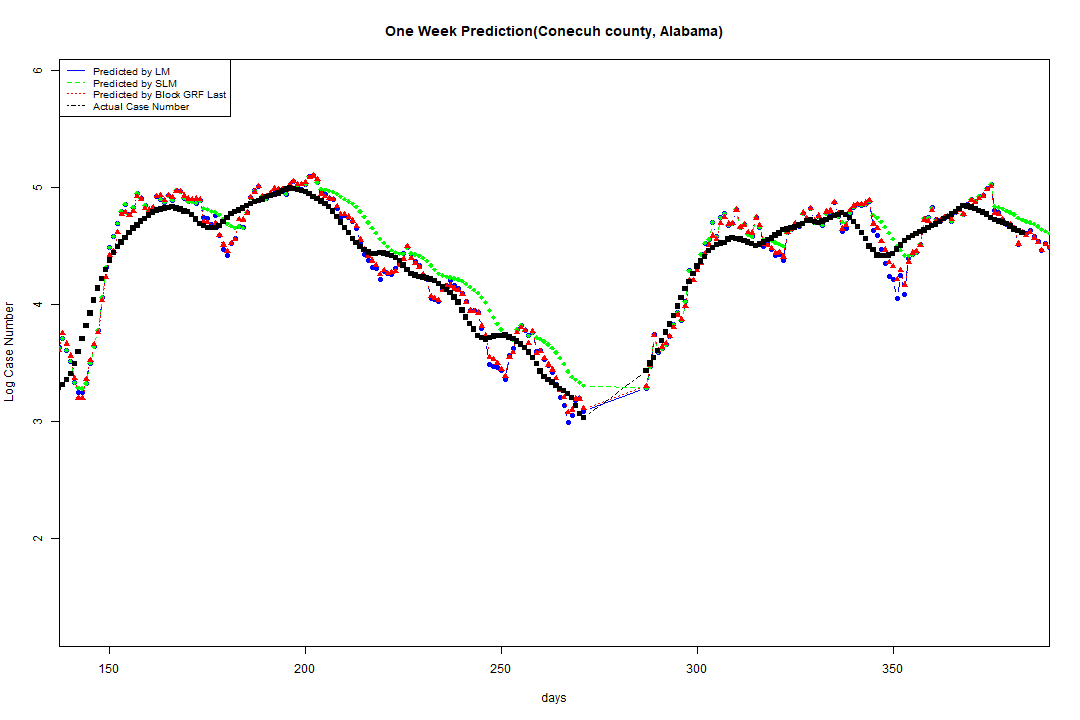 One Week Prediction(Conecuh county, Alabama)
Predicted by LM
Predicted by SLM
Predicted by Block GRF Last
Actual Case Number
6
5
4
3
2
Log Case Number
150 200 250 300 350
days